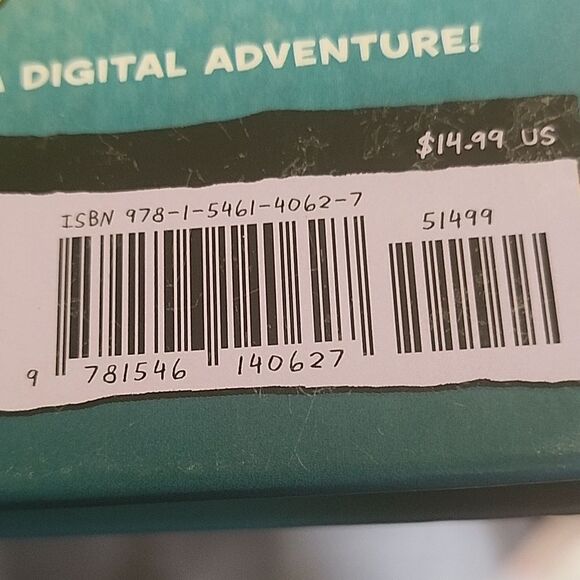 DIGITAL ADVENTURE!
$14.99 US
ISBN 978-1-5461-4062-7
51499
9 781546 140627